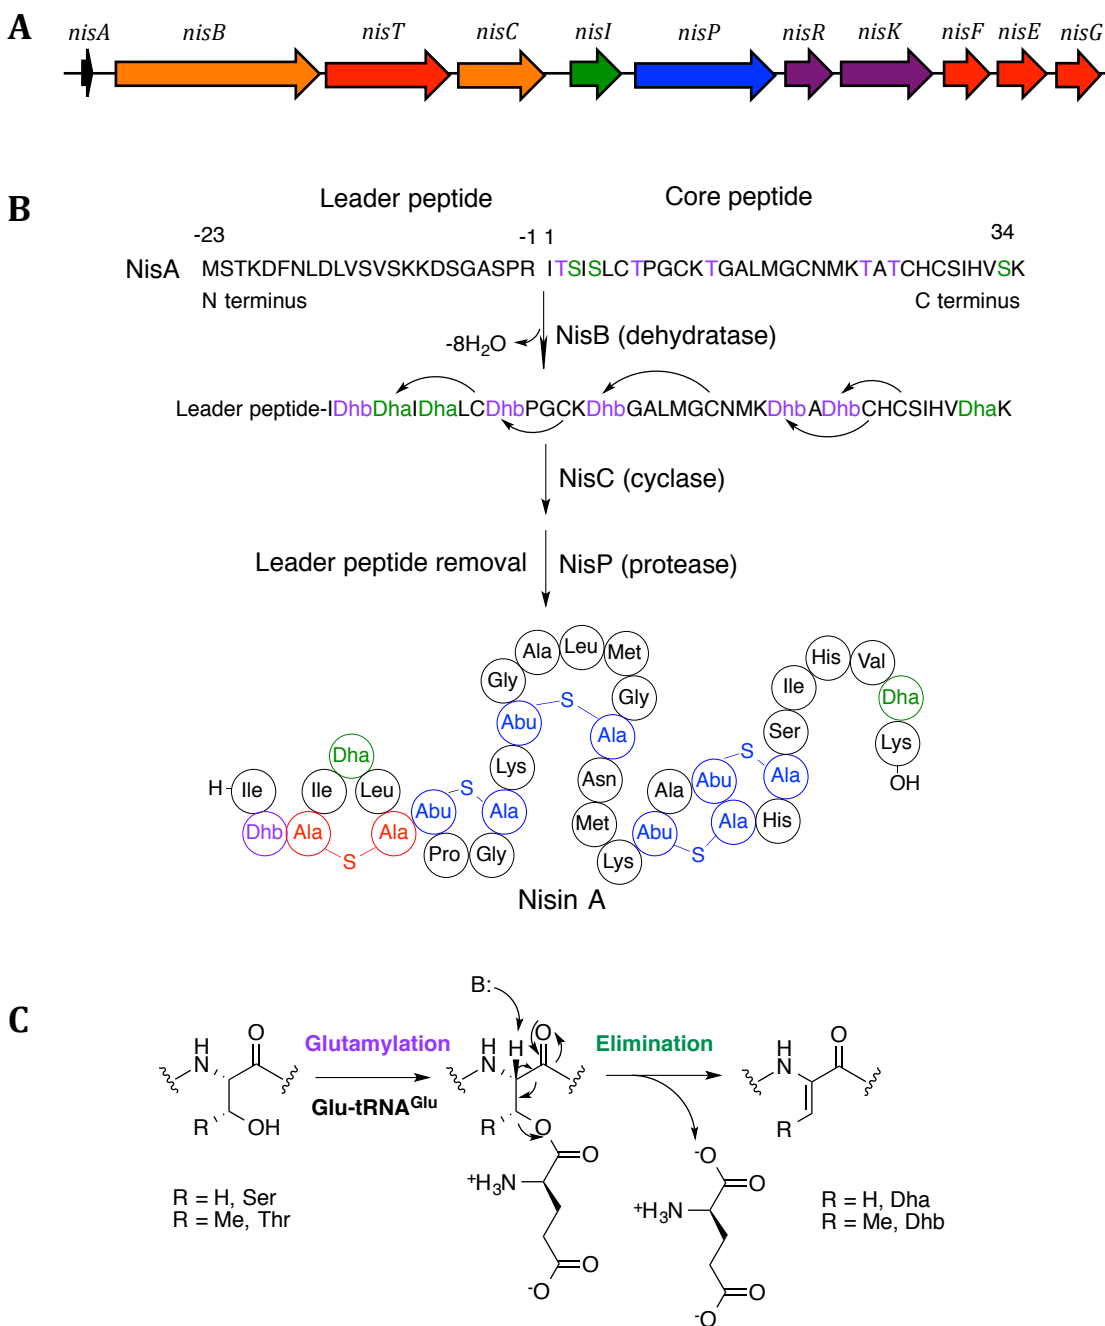 A
nisA nisB nisT nisC nisI nisP nisR nisK nisF nisE nisG
B
Leader peptide Core peptide
-23 -1 1 34
NisA MSTKDFNLDLVSVSKKDSGASPR ITSISLCTPGCKTGALMGCNMKTATCHCSIHVSK
N terminus C terminus
-8H₂O NisB (dehydratase)
Leader peptide-IDhbDhaIDhaLCDhbPGCKDhbGALMGCNMKDhbADhbCHCSIHVDhaK
NisC (cyclase)
Leader peptide removal NisP (protease)
H- Ile Dhb Ala Ile Dha Leu Ala S Abu Pro Gly Ala S Lys Abu Gly Ala Leu Met Gly Ala S Asn Met Lys Abu Ala Abu Ala S His Ala S Ser Ile His Val Dha Lys OH
Nisin A
C
B:
H N O Glutamylation H N H O Elimination H N O
Glu-tRNA^Glu
R OH R O R
O ⁻O
⁺H₃N O ⁺H₃N O
R = H, Ser R = H, Dha
R = Me, Thr R = Me, Dhb
O O
⁻O ⁻O